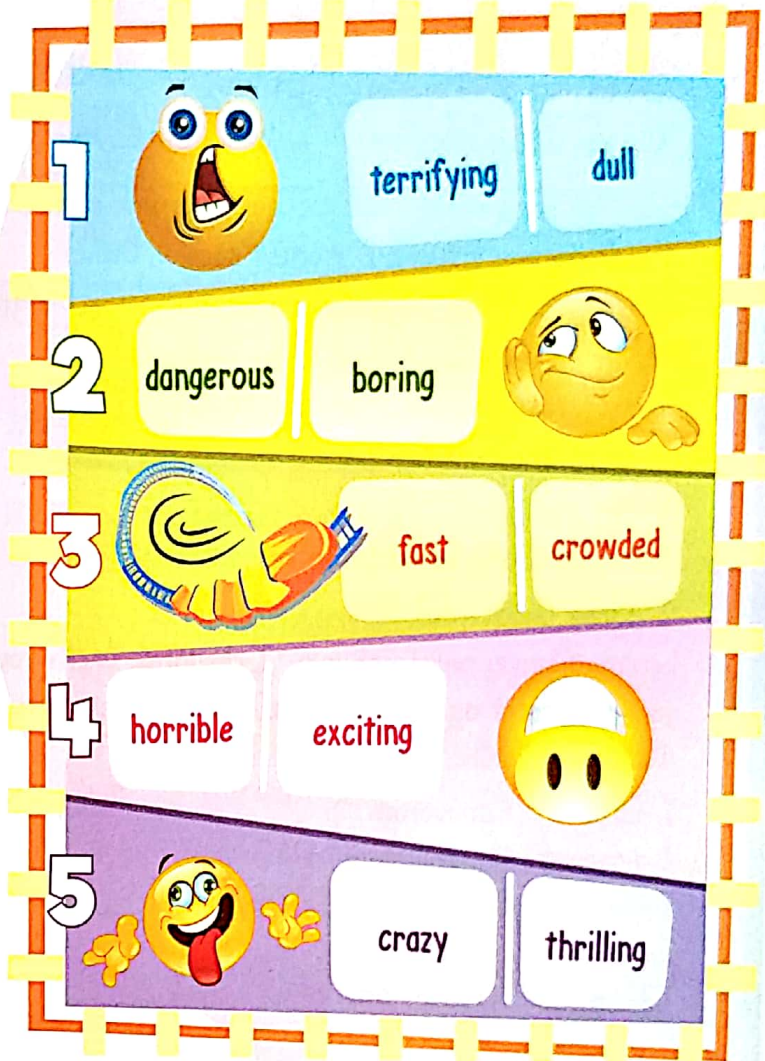 1 terrifying dull
2 dangerous boring
3 fast crowded
4 horrible exciting
5 crazy thrilling